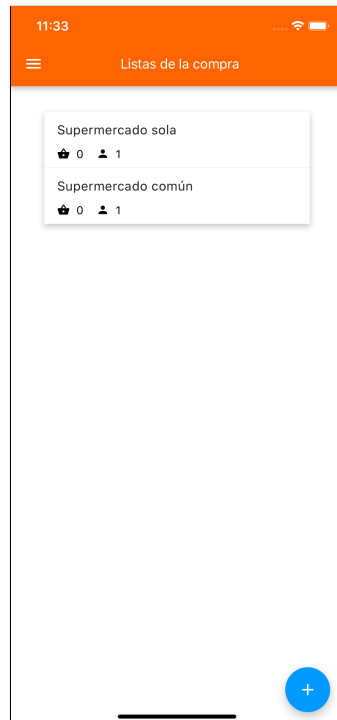 11:33
Listas de la compra
Supermercado sola
0 1
Supermercado común
0 1